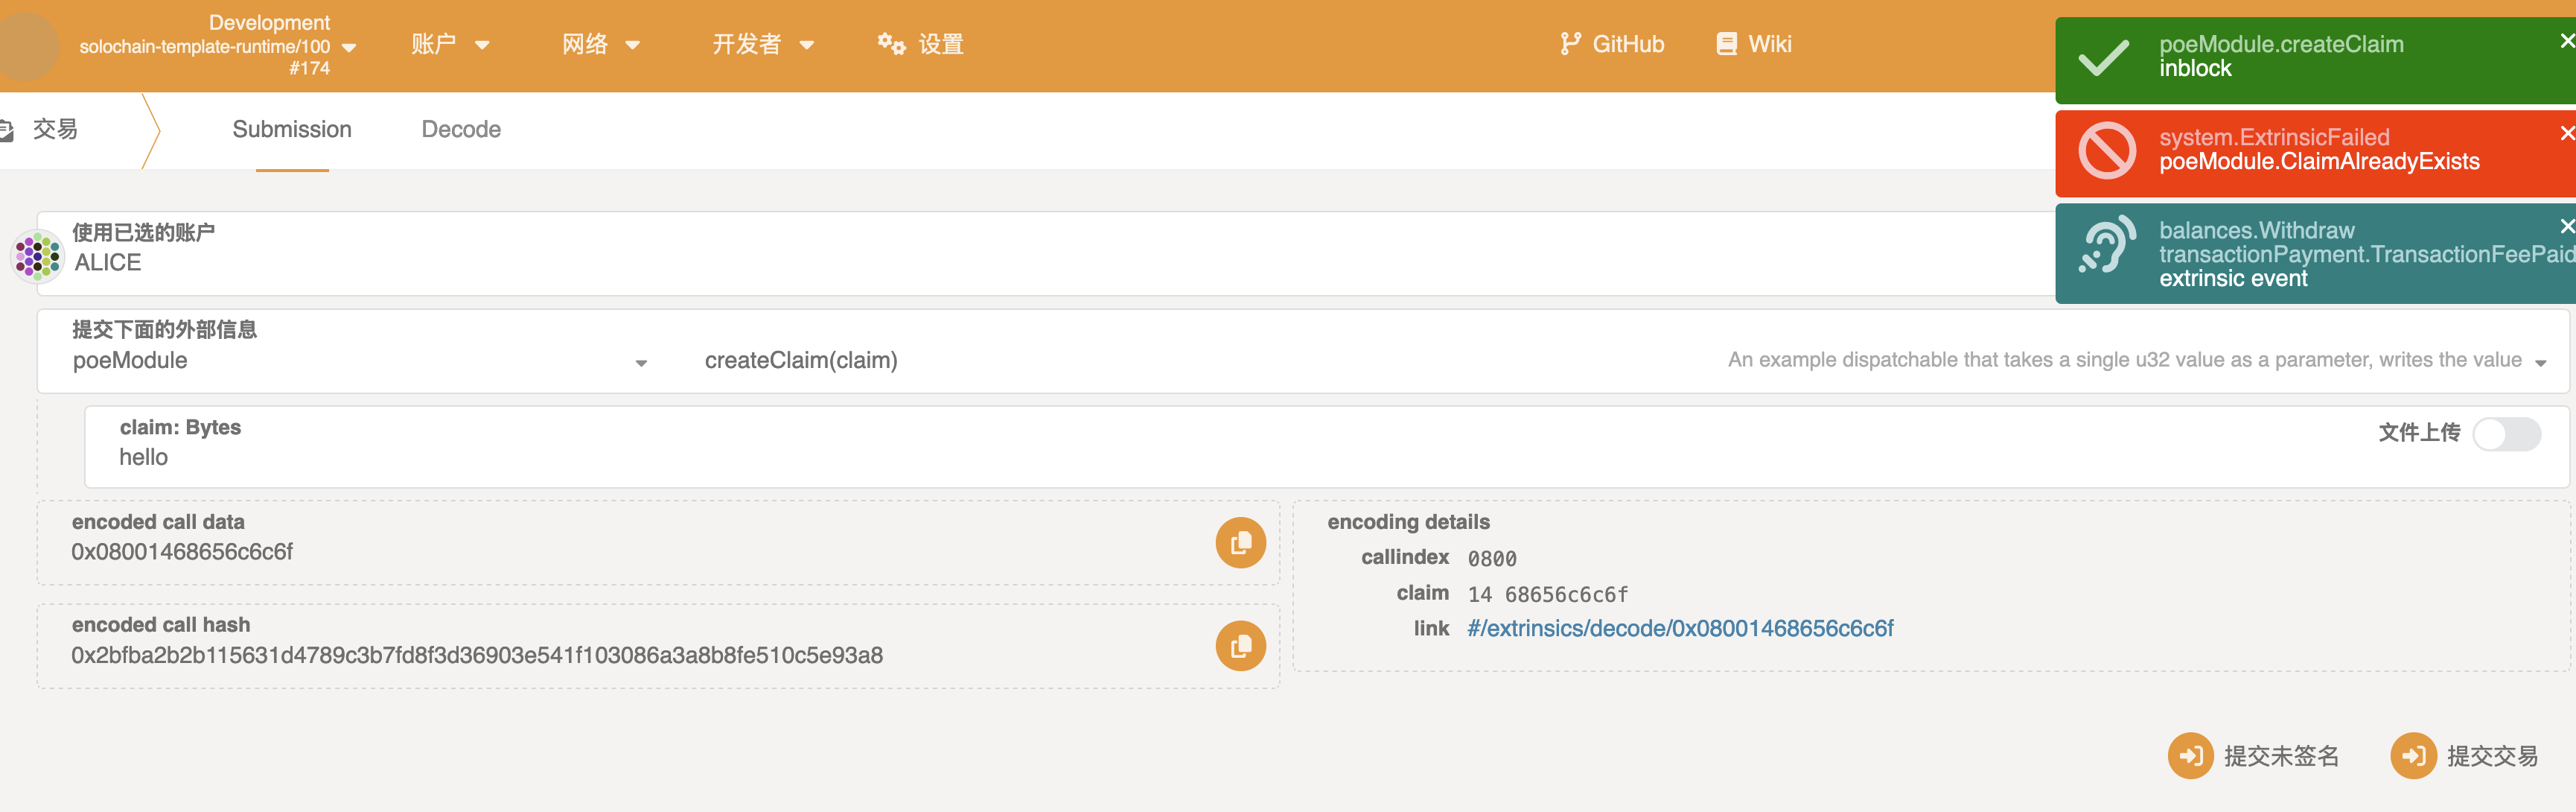 Development
solochain-template-runtime/100
#174
账户
网络
开发者
设置
GitHub
Wiki
poeModule.createClaim
inblock
system.ExtrinsicFailed
poeModule.ClaimAlreadyExists
balances.Withdraw
transactionPayment.TransactionFeePaid
extrinsic event
交易
Submission
Decode
使用已选的账户
ALICE
提交下面的外部信息
poeModule
createClaim(claim)
An example dispatchable that takes a single u32 value as a parameter, writes the value
claim: Bytes
hello
文件上传
encoded call data
0x08001468656c6c6f
encoded call hash
0x2bfba2b2b115631d4789c3b7fd8f3d36903e541f103086a3a8b8fe510c5e93a8
encoding details
callindex 0800
claim 14 68656c6c6f
link #/extrinsics/decode/0x08001468656c6c6f
提交未签名
提交交易